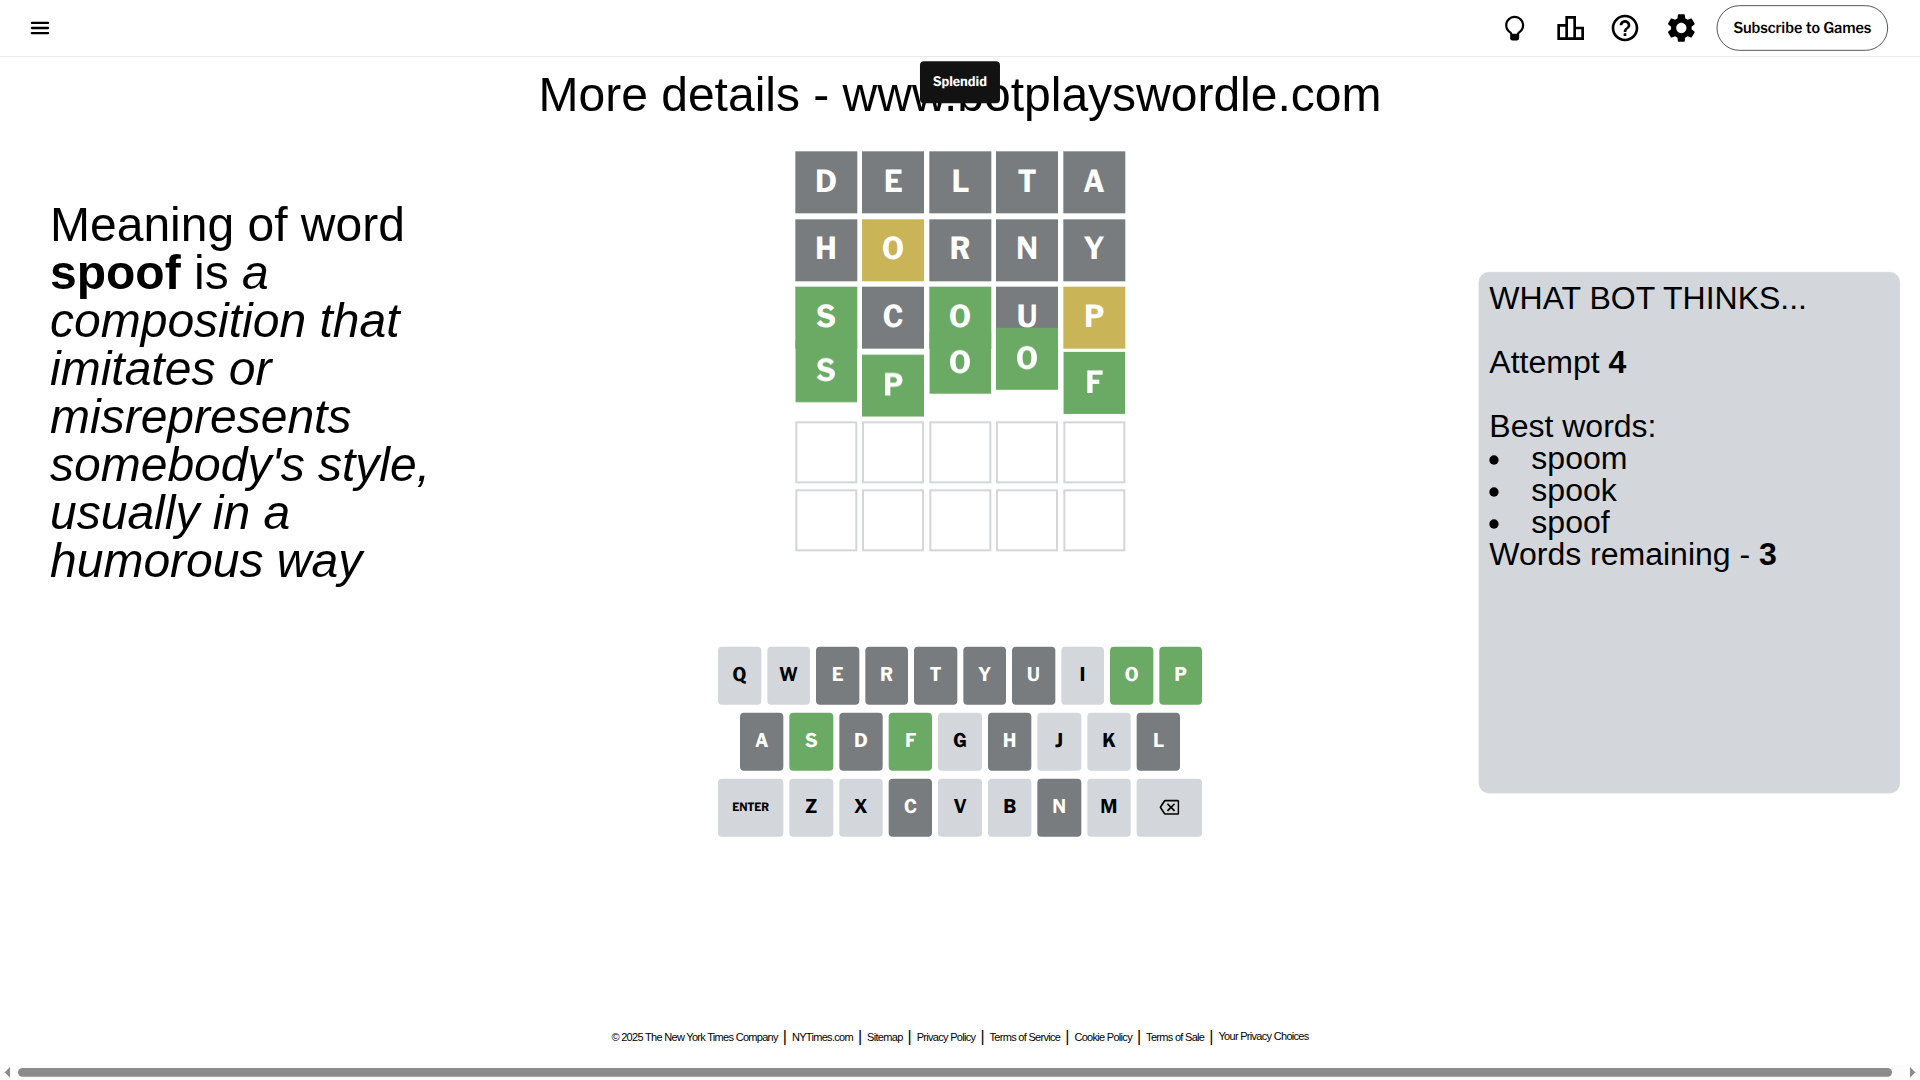 Subscribe to Games
Splendid
More details - www.botplayswordle.com
Meaning of word
spoof is a
composition that
imitates or
misrepresents
somebody's style,
usually in a
humorous way
D E L T A
H O R N Y
S C O U P
S P O O F
WHAT BOT THINKS...
Attempt 4
Best words:
• spoom
• spook
• spoof
Words remaining - 3
Q W E R T Y U I O P
A S D F G H J K L
ENTER Z X C V B N M
© 2025 The New York Times Company | NYTimes.com | Sitemap | Privacy Policy | Terms of Service | Cookie Policy | Terms of Sale | Your Privacy Choices